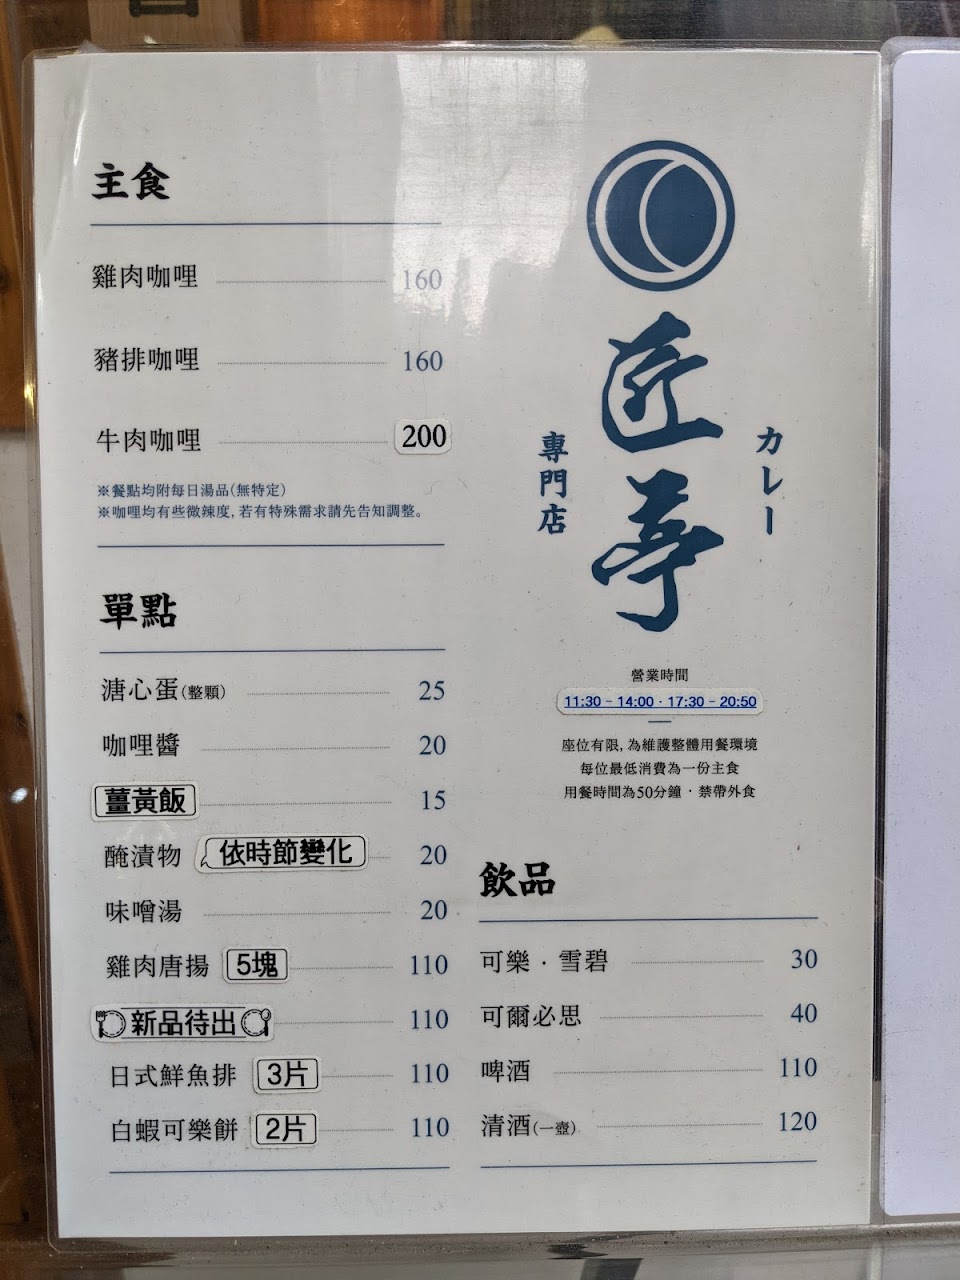 主食
雞肉咖哩 160
豬排咖哩 160
牛肉咖哩 200
※餐點均附每日湯品(無特定)
※咖哩均有些微辣度,若有特殊需求請先告知調整。
單點
溏心蛋(整顆) 25
咖哩醬 20
薑黃飯 15
醃漬物 依時節變化 20
味噌湯 20
雞肉唐揚 5塊 110
新品待出 110
日式鮮魚排 3片 110
白蝦可樂餅 2片 110
匠亭
カレー
專門店
營業時間
11:30 - 14:00 · 17:30 - 20:50
座位有限,為維護整體用餐環境
每位最低消費為一份主食
用餐時間為50分鐘 · 禁帶外食
飲品
可樂 · 雪碧 30
可爾必思 40
啤酒 110
清酒(一壺) 120